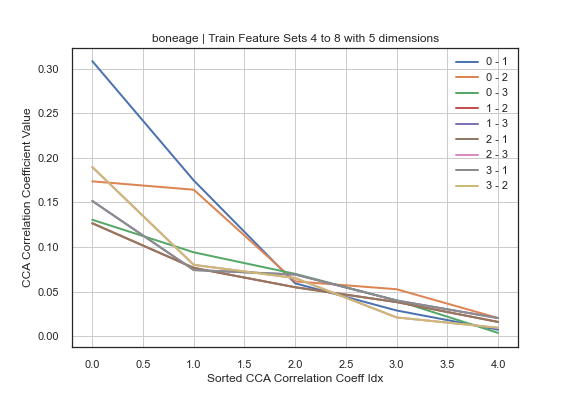 boneage | Train Feature Sets 4 to 8 with 5 dimensions
CCA Correlation Coefficient Value
0.30
0.25
0.20
0.15
0.10
0.05
0.00
0 - 1
0 - 2
0 - 3
1 - 2
1 - 3
2 - 1
2 - 3
3 - 1
3 - 2
0.0 0.5 1.0 1.5 2.0 2.5 3.0 3.5 4.0
Sorted CCA Correlation Coeff Idx